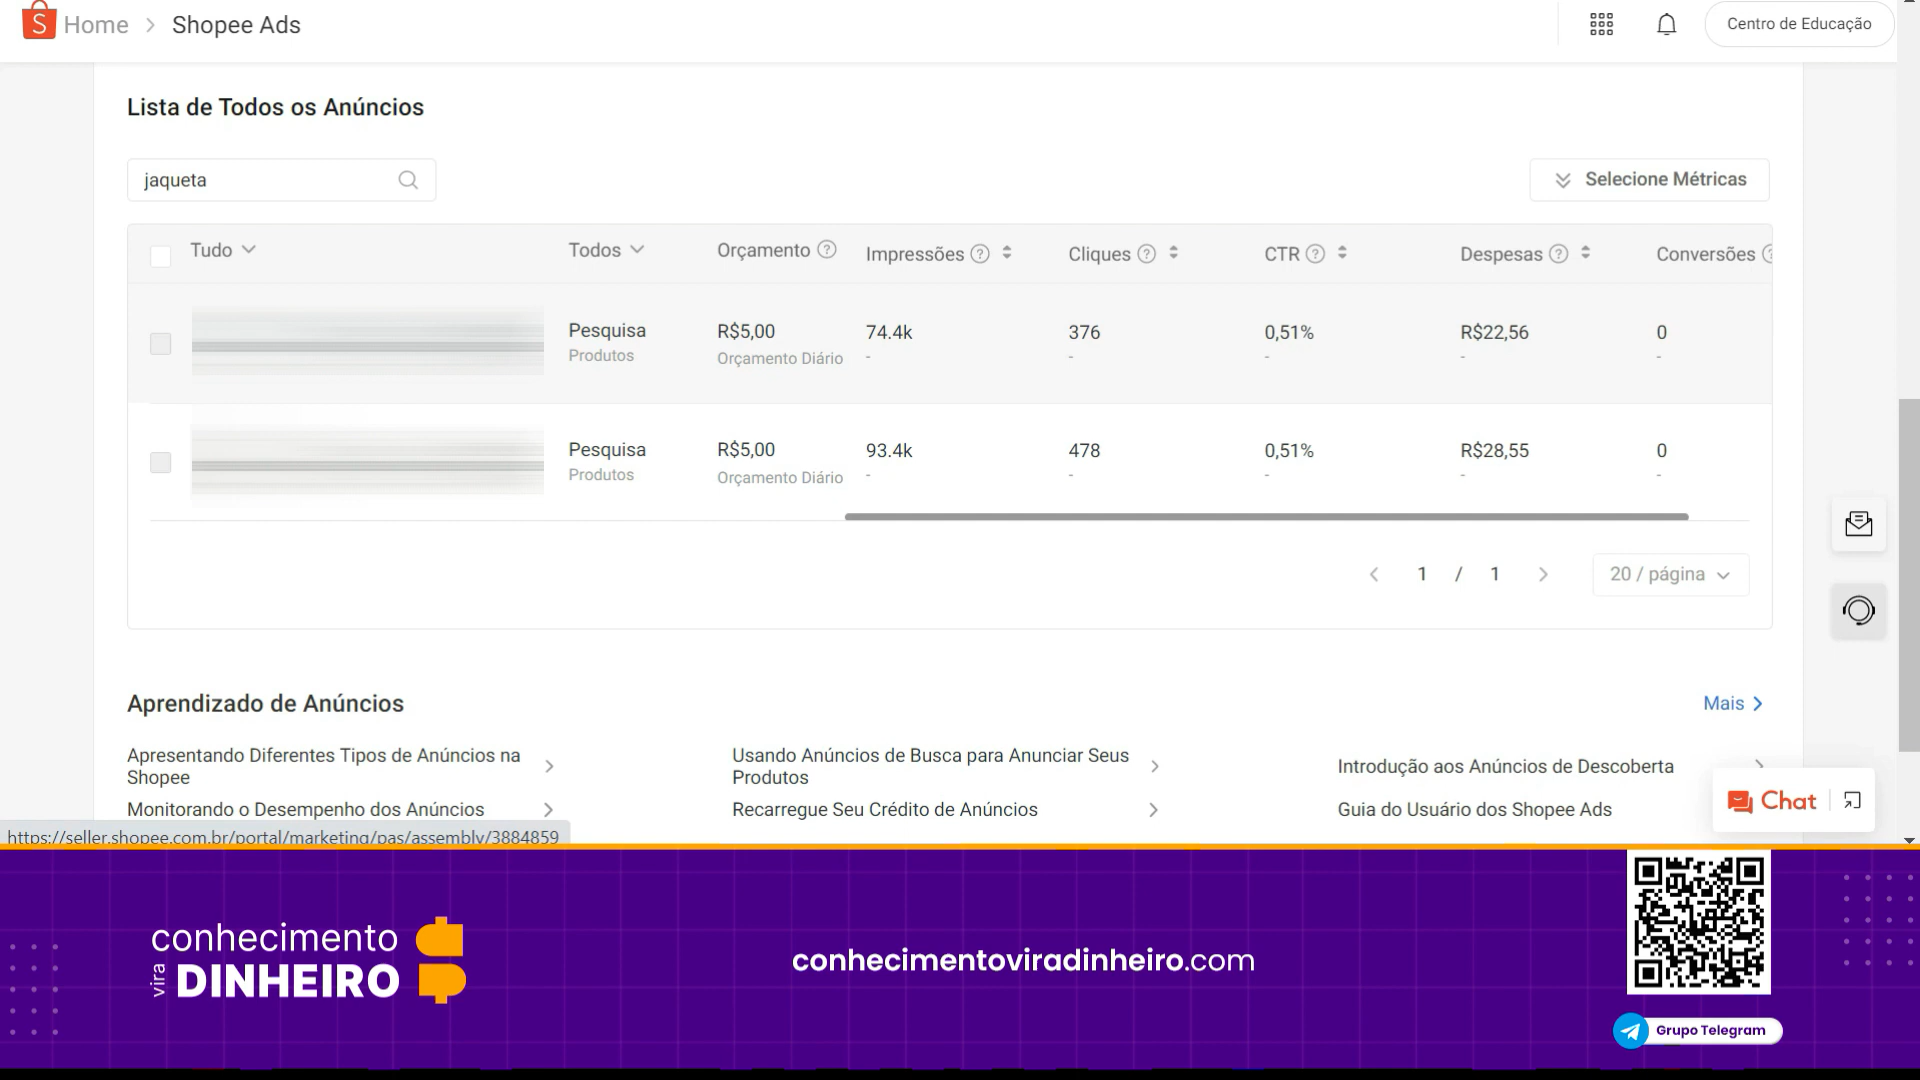 Home > Shopee Ads
Centro de Educação
Lista de Todos os Anúncios
jaqueta
Selecione Métricas
Tudo Todos Orçamento Impressões Cliques CTR Despesas Conversões
Pesquisa R$5,00 74.4k 376 0,51% R$22,56 0
Produtos Orçamento Diário - - - - -
Pesquisa R$5,00 93.4k 478 0,51% R$28,55 0
Produtos Orçamento Diário - - - - -
1 / 1 20 / página
Aprendizado de Anúncios
Mais
Apresentando Diferentes Tipos de Anúncios na
Shopee
Usando Anúncios de Busca para Anunciar Seus
Produtos
Introdução aos Anúncios de Descoberta
Monitorando o Desempenho dos Anúncios
Recarregue Seu Crédito de Anúncios
Guia do Usuário dos Shopee Ads
Chat
https://seller.shopee.com.br/portal/marketing/pas/assembly/3884859
conhecimento
vira DINHEIRO
conhecimentoviradinheiro.com
Grupo Telegram